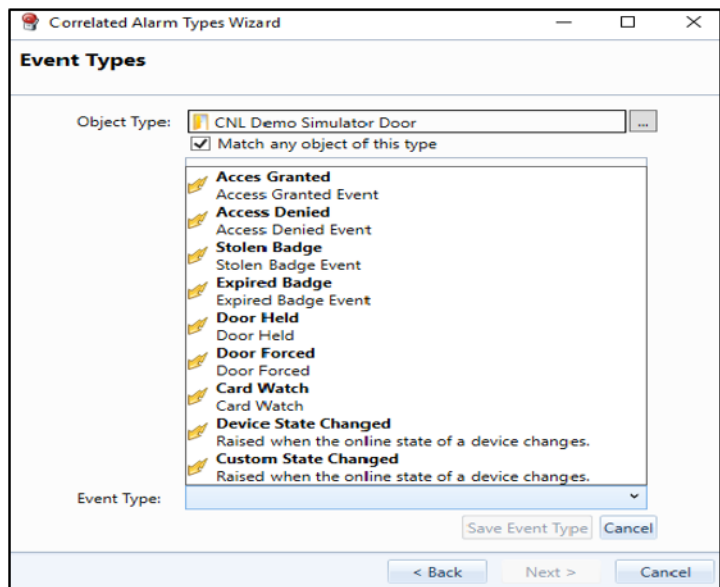 Correlated Alarm Types Wizard
Event Types
Object Type: CNL Demo Simulator Door ...
Match any object of this type
Acces Granted
Access Granted Event
Access Denied
Access Denied Event
Stolen Badge
Stolen Badge Event
Expired Badge
Expired Badge Event
Door Held
Door Held
Door Forced
Door Forced
Card Watch
Card Watch
Device State Changed
Raised when the online state of a device changes.
Custom State Changed
Raised when the online state of a device changes.
Event Type:
Save Event Type Cancel
< Back Next > Cancel